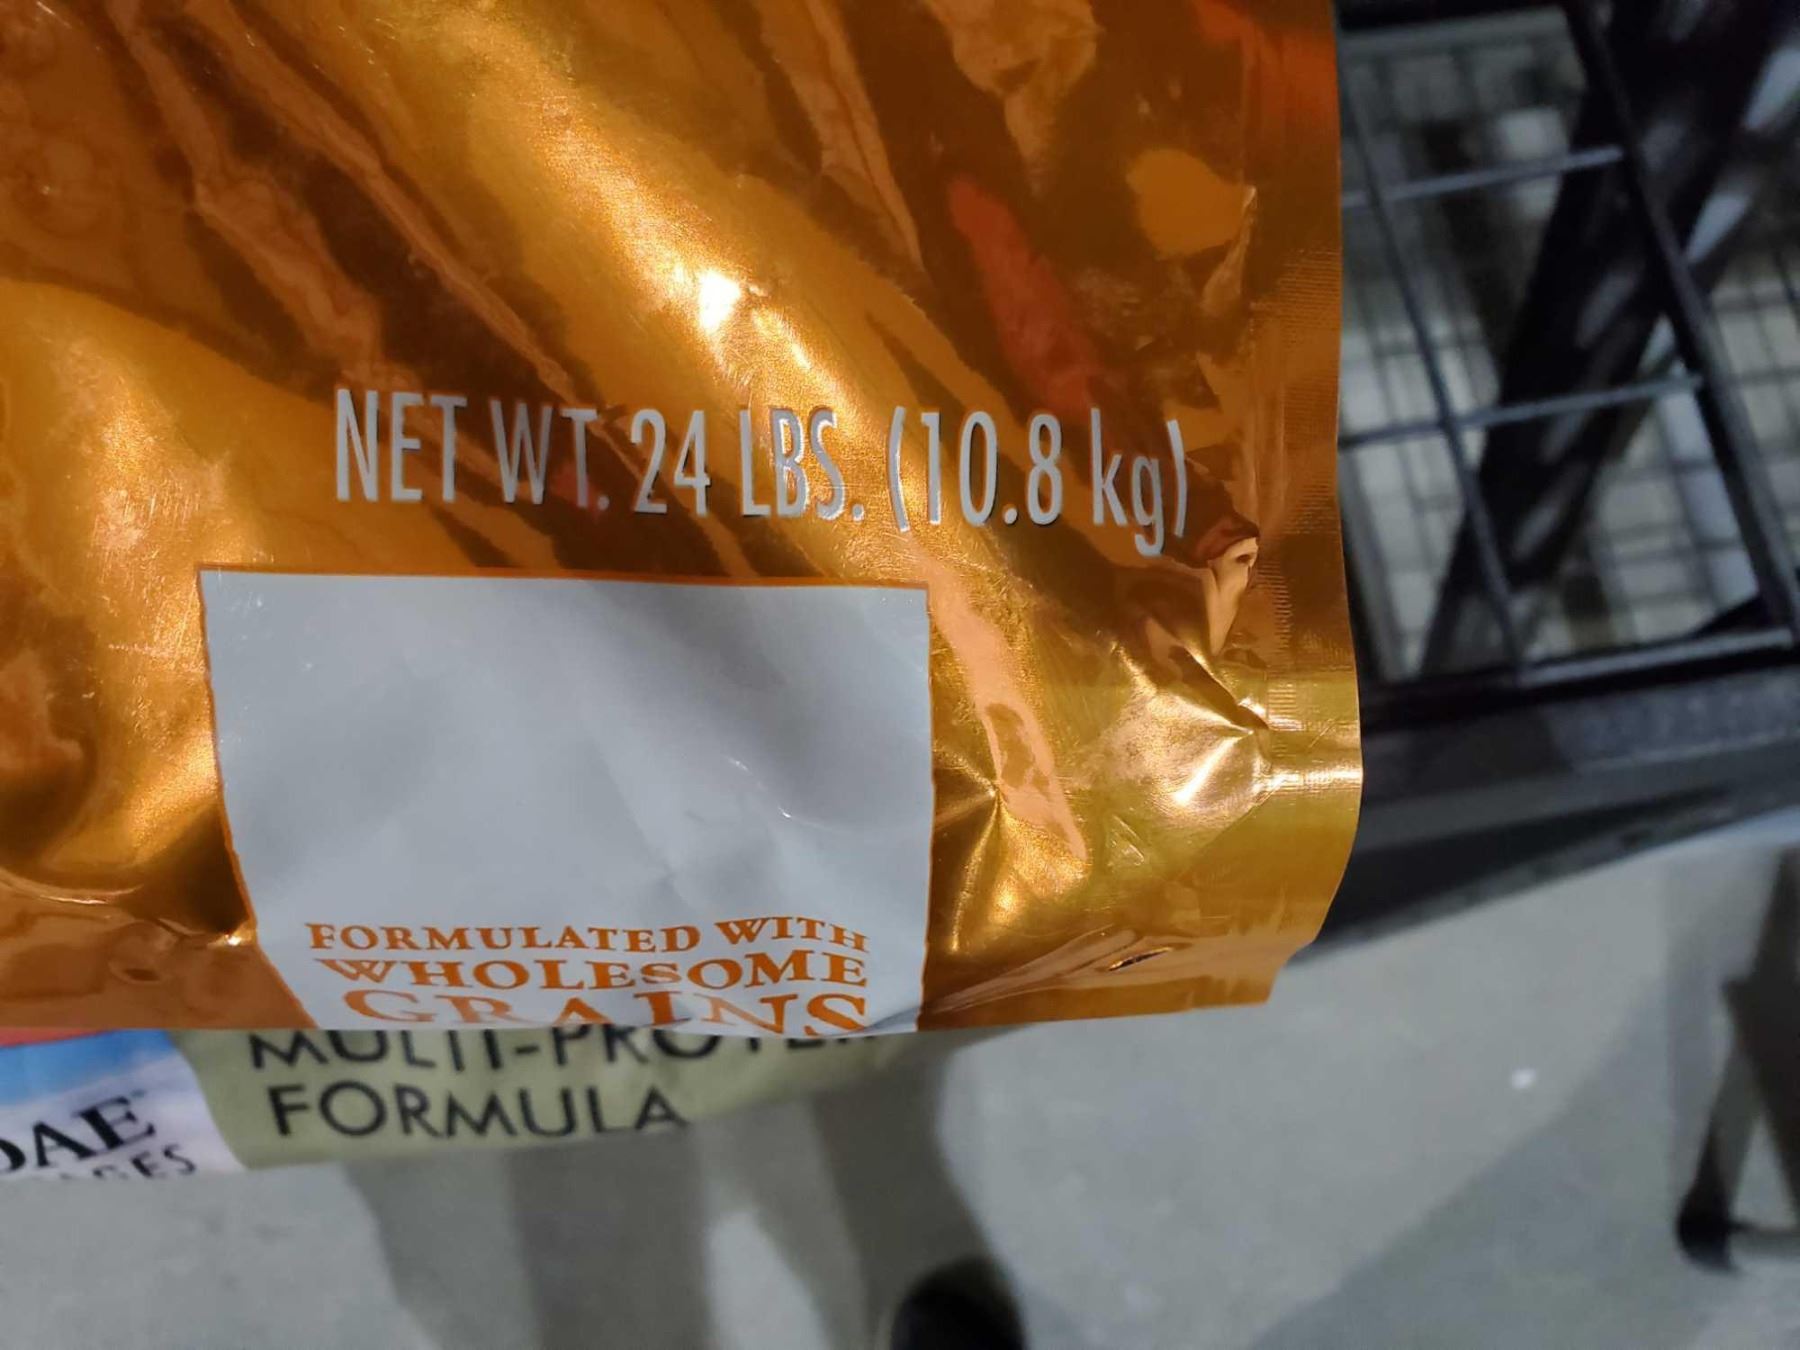 NET WT. 24 LBS. (10.8 kg)
FORMULATED WITH
WHOLESOME
GRAINS
FORMULA